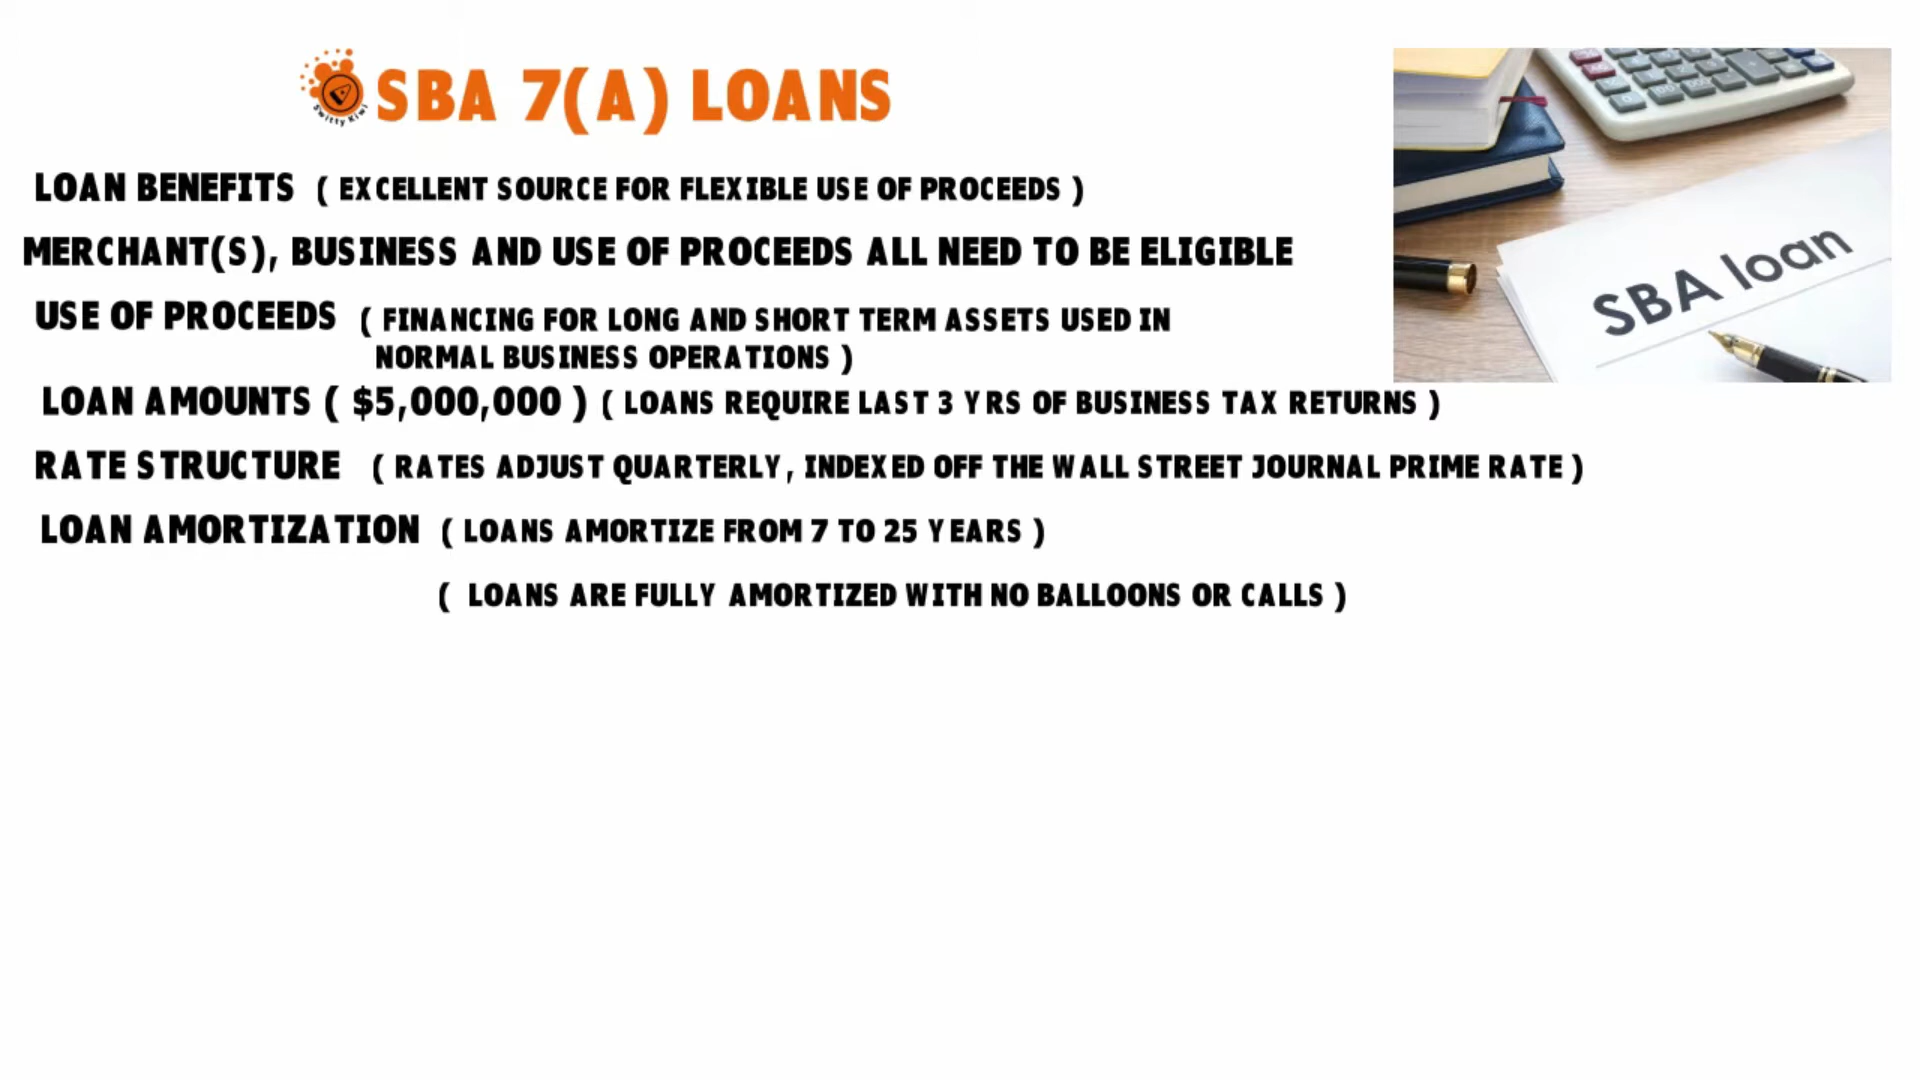 SBA 7(A) LOANS
Switty Kiwi
LOAN BENEFITS ( EXCELLENT SOURCE FOR FLEXIBLE USE OF PROCEEDS )
MERCHANT(S), BUSINESS AND USE OF PROCEEDS ALL NEED TO BE ELIGIBLE
USE OF PROCEEDS ( FINANCING FOR LONG AND SHORT TERM ASSETS USED IN
NORMAL BUSINESS OPERATIONS )
SBA loan
LOAN AMOUNTS ( $5,000,000 ) ( LOANS REQUIRE LAST 3 YRS OF BUSINESS TAX RETURNS )
RATE STRUCTURE ( RATES ADJUST QUARTERLY, INDEXED OFF THE WALL STREET JOURNAL PRIME RATE )
LOAN AMORTIZATION ( LOANS AMORTIZE FROM 7 TO 25 YEARS )
( LOANS ARE FULLY AMORTIZED WITH NO BALLOONS OR CALLS )